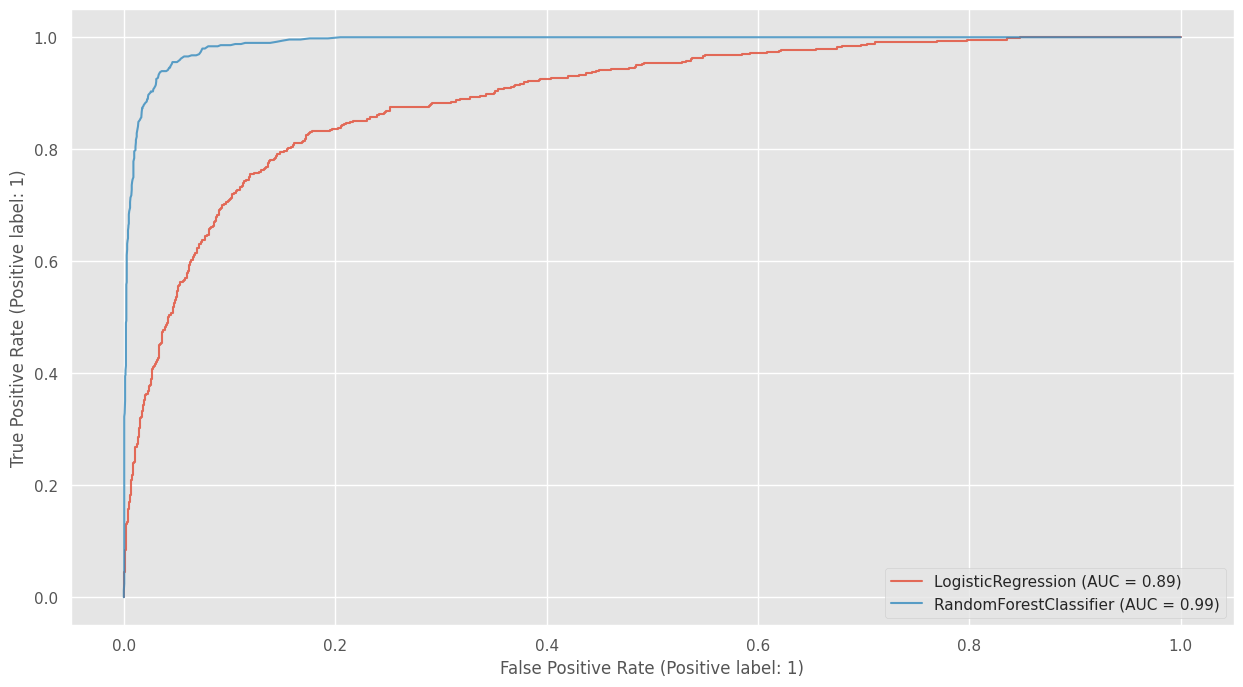 1.0
0.8
0.6
0.4
0.2
0.0
True Positive Rate (Positive label: 1)
0.0 0.2 0.4 0.6 0.8 1.0
False Positive Rate (Positive label: 1)
LogisticRegression (AUC = 0.89)
RandomForestClassifier (AUC = 0.99)